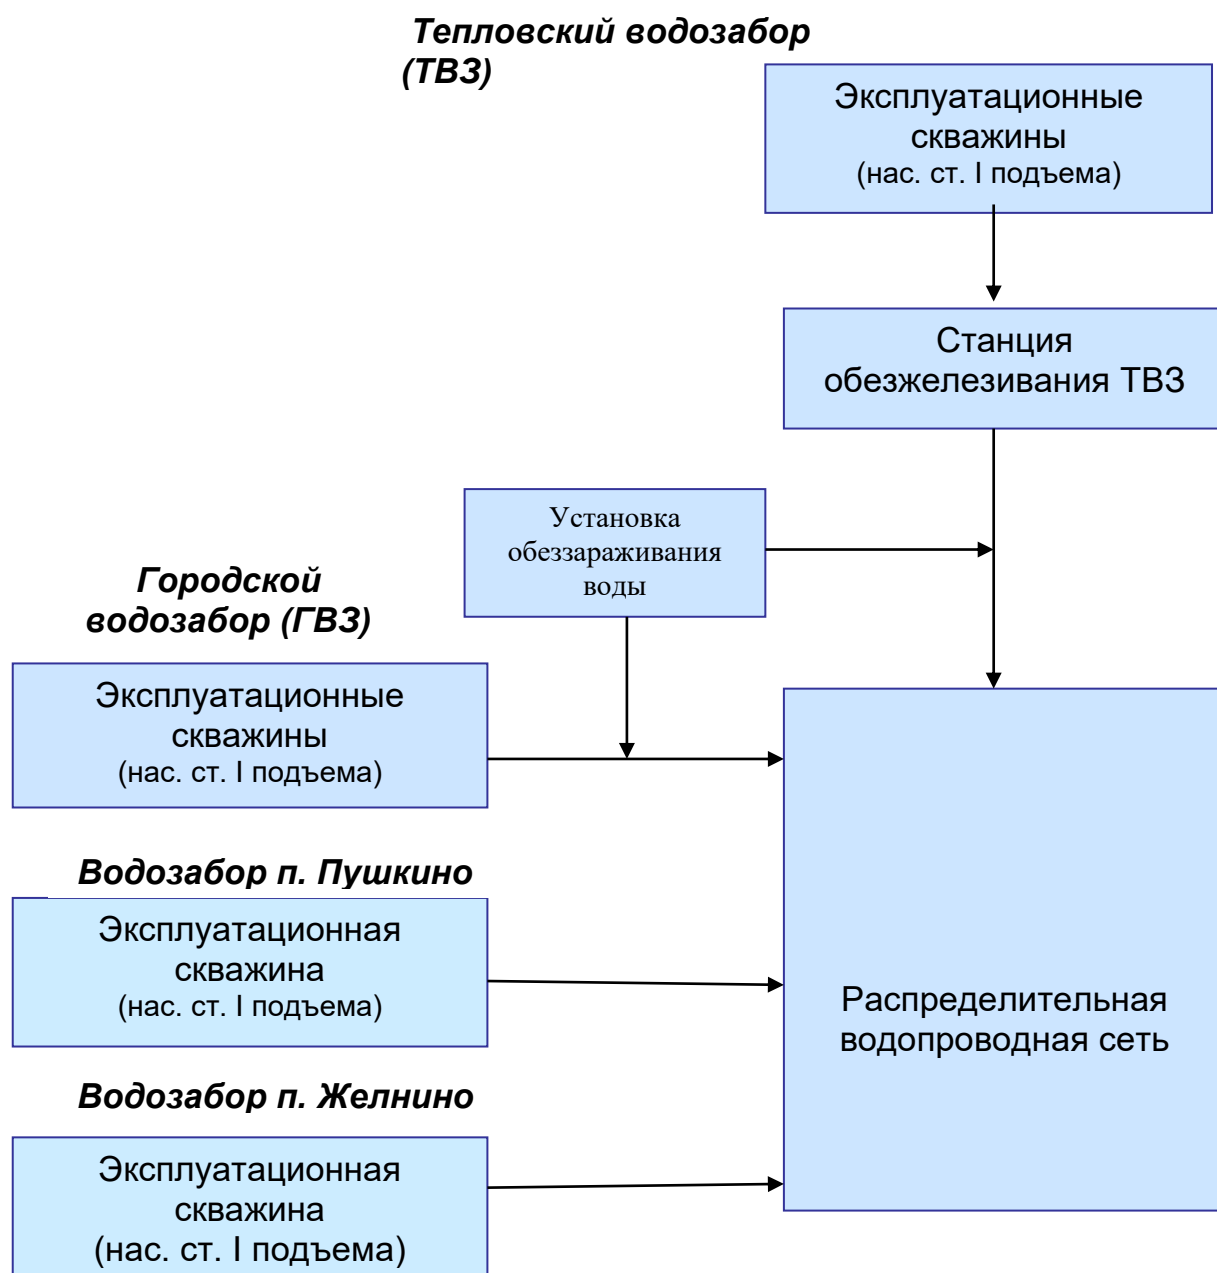 Тепловский водозабор
(ТВЗ)
Эксплуатационные
скважины
(нас. ст. I подъема)
Станция
обезжелезивания ТВЗ
Установка
обеззараживания
воды
Городской
водозабор (ГВЗ)
Эксплуатационные
скважины
(нас. ст. I подъема)
Водозабор п. Пушкино
Эксплуатационная
скважина
(нас. ст. I подъема)
Распределительная
водопроводная сеть
Водозабор п. Желнино
Эксплуатационная
скважина
(нас. ст. I подъема)